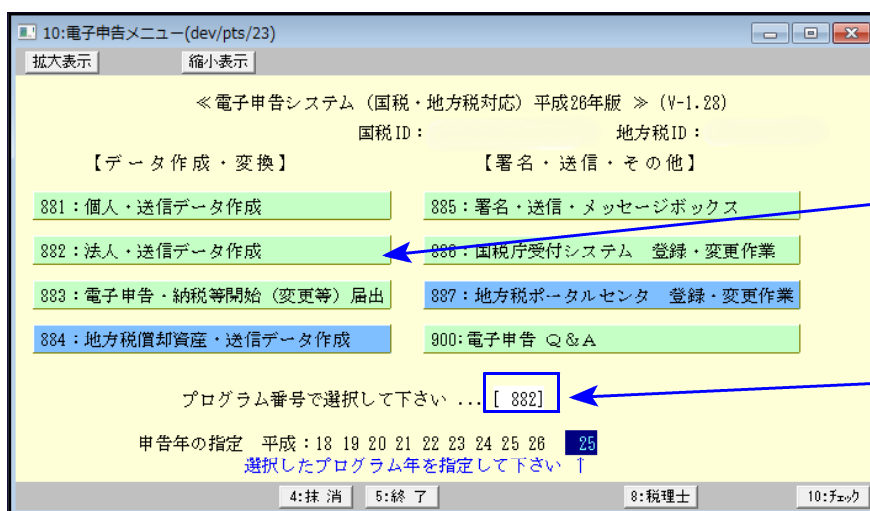 10:電子申告メニュー(dev/pts/23)
拡大表示 縮小表示
≪電子申告システム（国税・地方税対応）平成26年版 ≫ (V-1.28)
国税ID： 地方税ID：
【データ作成・変換】 【署名・送信・その他】
881：個人・送信データ作成 885：署名・送信・メッセージボックス
882：法人・送信データ作成 886：国税庁受付システム 登録・変更作業
883：電子申告・納税等開始（変更等）届出 887：地方税ポータルセンタ 登録・変更作業
884：地方税償却資産・送信データ作成 900:電子申告 Ｑ＆Ａ
プログラム番号で選択して下さい ...[ 882]
申告年の指定 平成：18 19 20 21 22 23 24 25 26 25
選択したプログラム年を指定して下さい ↑
4:抹 消 5:終 了 8:税理士 10:ﾁｪｯｸ